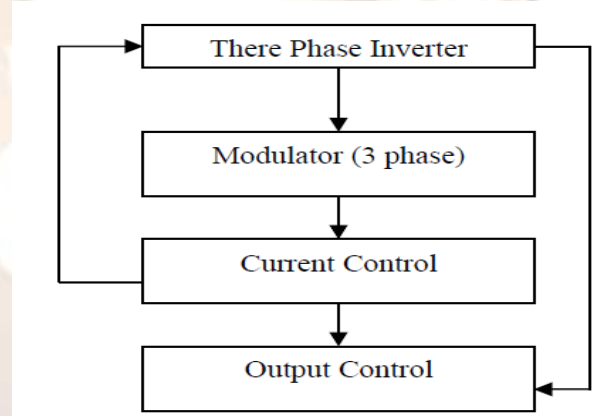 There Phase Inverter
Modulator (3 phase)
Current Control
Output Control